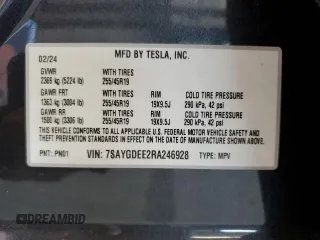 MFD BY TESLA, INC.
02/24
GVWR WITH TIRES
2369 kg (5224 lb) 255/45R19
GAWR FRT WITH TIRES RIM COLD TIRE PRESSURE
1363 kg (3004 lb) 255/45R19 19X9.5J 290 kPa, 42 psi
GAWR RR WITH TIRES RIM COLD TIRE PRESSURE
1500 kg (3306 lb) 255/45R19 19X9.5J 290 kPa, 42 psi
THIS VEHICLE CONFORMS TO ALL APPLICABLE U.S. FEDERAL MOTOR VEHICLE SAFETY BUMPER
AND THEFT PREVENTION STANDARDS IN EFFECT ON THE DATE OF MANUFACTURE SHOWN ABOVE.
PMT: PN01 VIN: 7SAYGDEE2RA246928 TYPE: MPV
DREAMBID